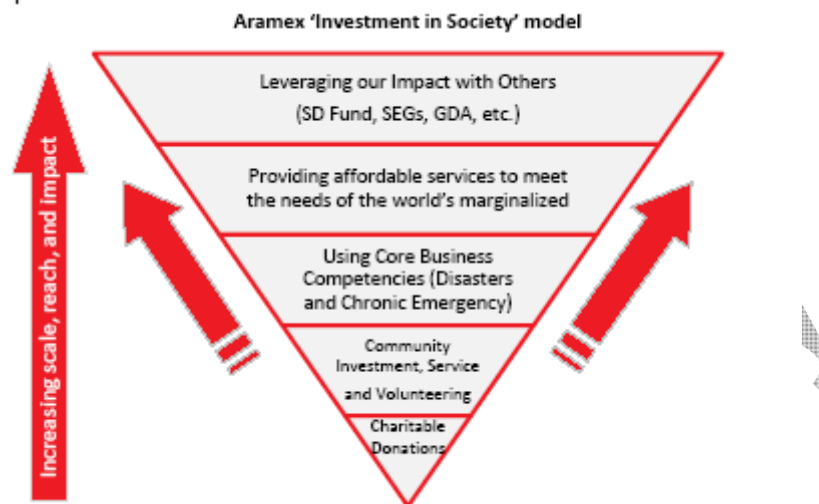 Aramex ‘Investment in Society’ model
Leveraging our Impact with Others
(SD Fund, SEGs, GDA, etc.)
Providing affordable services to meet
the needs of the world’s marginalized
Using Core Business
Competencies (Disasters
and Chronic Emergency)
Community
Investment, Service
and Volunteering
Charitable
Donations
Increasing scale, reach, and impact